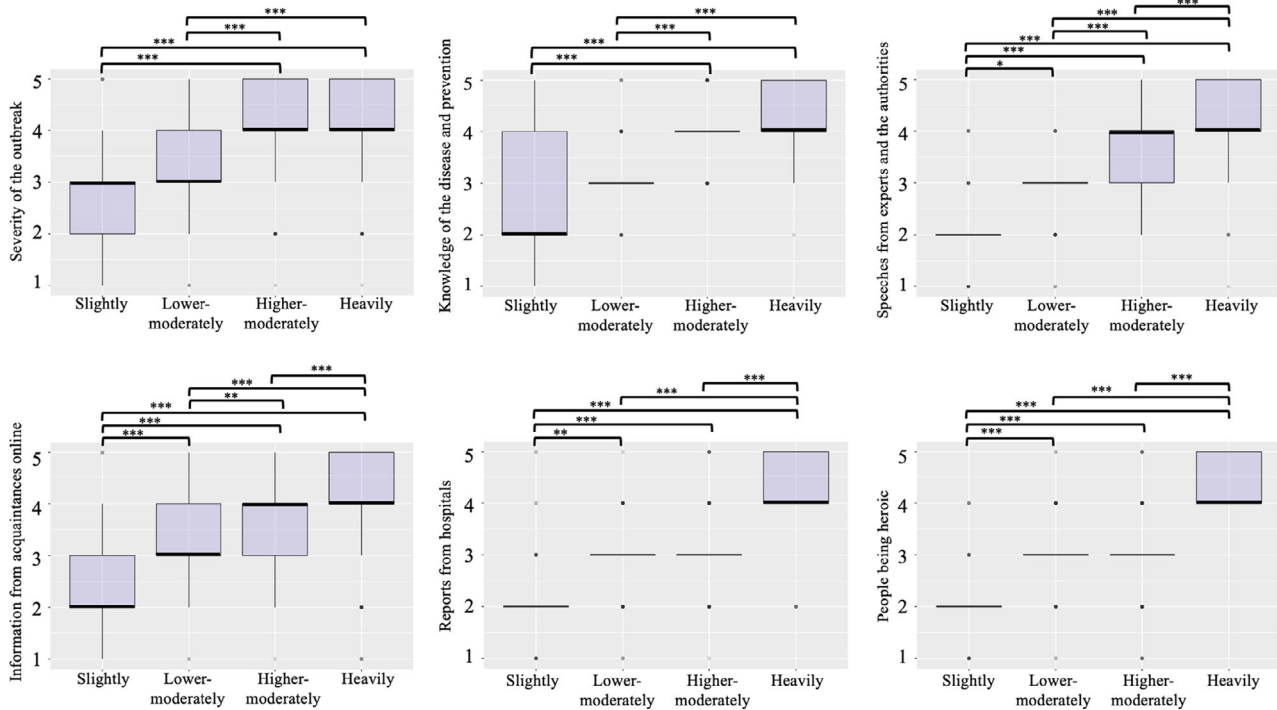 ***
***
***
***
Severity of the outbreak
5
4
3
2
1
Slightly
Lower-
moderately
Higher-
moderately
Heavily
***
***
***
***
Knowledge of the disease and prevention
5
4
3
2
1
Slightly
Lower-
moderately
Higher-
moderately
Heavily
***
***
***
***
***
*
Speeches from experts and the authorities
5
4
3
2
1
Slightly
Lower-
moderately
Higher-
moderately
Heavily
***
***
**
***
***
***
Information from acquaintances online
5
4
3
2
1
Slightly
Lower-
moderately
Higher-
moderately
Heavily
***
***
***
***
**
Reports from hospitals
5
4
3
2
1
Slightly
Lower-
moderately
Higher-
moderately
Heavily
***
***
***
***
***
People being heroic
5
4
3
2
1
Slightly
Lower-
moderately
Higher-
moderately
Heavily